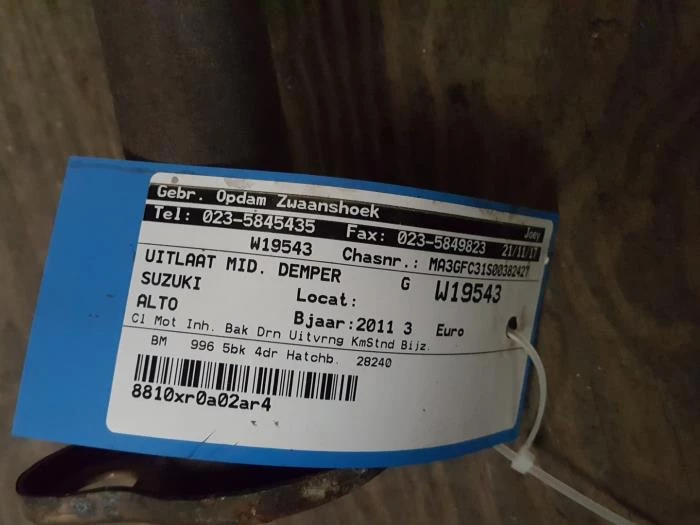 Gebr. Opdam Zwaanshoek Joey
Tel: 023-5845435 Fax: 023-5849823 21/11/17
W19543 Chasnr.: MA3GFC31S00382427
UITLAAT MID. DEMPER G W19543
SUZUKI Locat:
ALTO Bjaar:2011 3 Euro
Cl Mot Inh. Bak Drn Uitvrng KmStnd Bijz.
BM 996 5bk 4dr Hatchb. 28240
8810xr0a02ar4